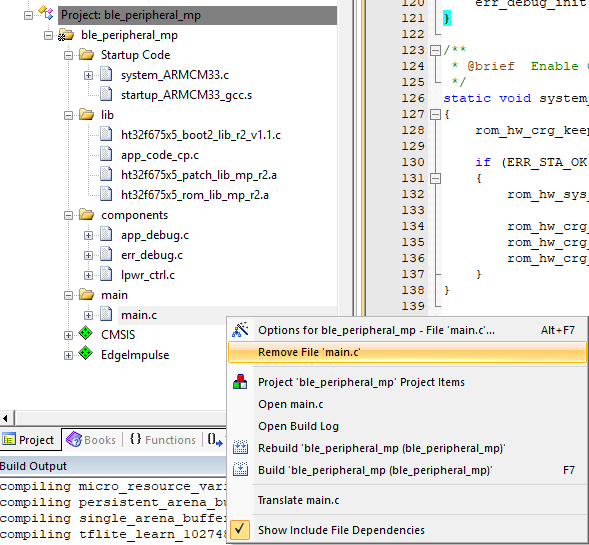 Project: ble_peripheral_mp
ble_peripheral_mp
Startup Code
system_ARMCM33.c
startup_ARMCM33_gcc.s
lib
ht32f675x5_boot2_lib_r2_v1.1.c
app_code_cp.c
ht32f675x5_patch_lib_mp_r2.a
ht32f675x5_rom_lib_mp_r2.a
components
app_debug.c
err_debug.c
lpwr_ctrl.c
main
main.c
CMSIS
EdgeImpulse
Project Books {} Functions {}
120 err_debug_init
121 }
122
123 /**
124 * @brief Enable
125 */
126 static void system_
127 {
128 rom_hw_crg_keep
129
130 if (ERR_STA_OK
131 {
132 rom_hw_sys_
133
134 rom_hw_crg_
135 rom_hw_crg_
136 rom_hw_crg_
137 }
138 }
139
Options for ble_peripheral_mp - File 'main.c'... Alt+F7
Remove File 'main.c'
Project 'ble_peripheral_mp' Project Items
Open main.c
Open Build Log
Rebuild 'ble_peripheral_mp (ble_peripheral_mp)'
Build 'ble_peripheral_mp (ble_peripheral_mp)' F7
Translate main.c
Show Include File Dependencies
Build Output
compiling micro_resource_vari
compiling persistent_arena_bu
compiling single_arena_buffer
compiling tflite_learn_102748